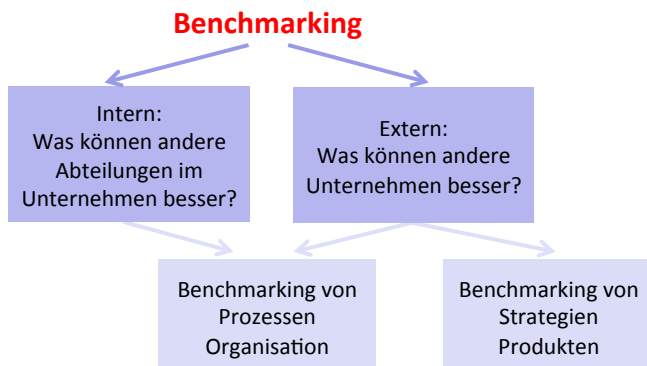 Benchmarking
Intern:
Was können andere
Abteilungen im
Unternehmen besser?
Extern:
Was können andere
Unternehmen besser?
Benchmarking von
Prozessen
Organisation
Benchmarking von
Strategien
Produkten